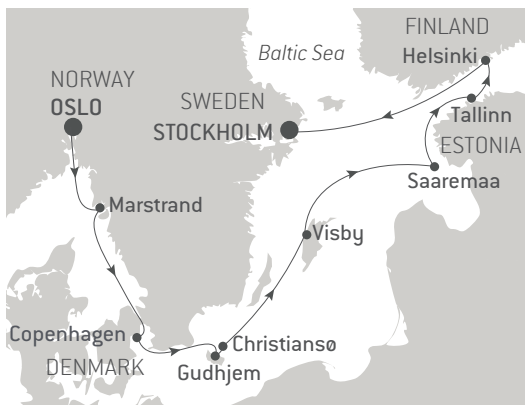 FINLAND
Helsinki
Baltic Sea
NORWAY
OSLO
SWEDEN
STOCKHOLM
Tallinn
ESTONIA
Saaremaa
Marstrand
Visby
Copenhagen
DENMARK
Christiansø
Gudhjem